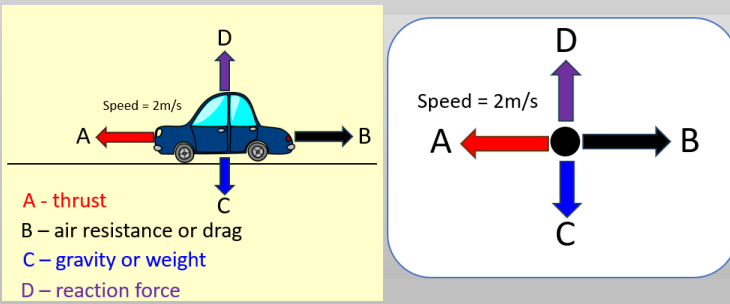 D
Speed = 2m/s
A
B
C
A - thrust
B – air resistance or drag
C – gravity or weight
D – reaction force
D
Speed = 2m/s
A
B
C